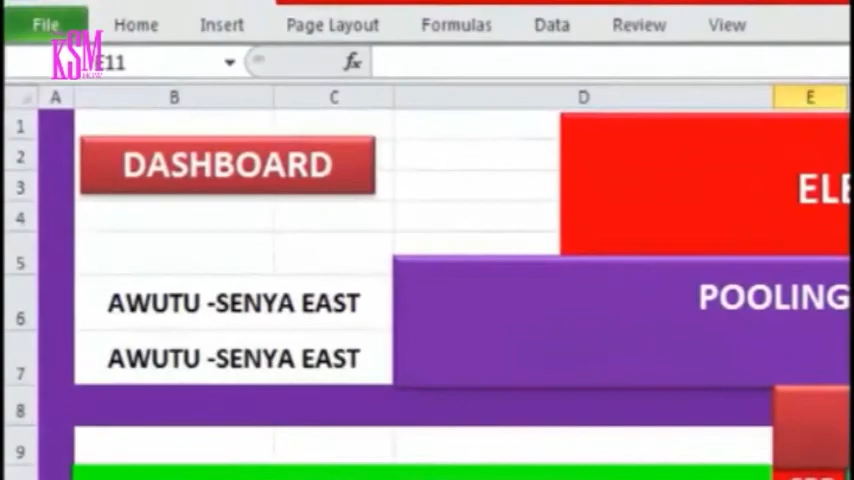 File Home Insert Page Layout Formulas Data Review View
KSM
E11 fx
A B C D E
1
2 DASHBOARD
3 ELE
4
5
6 AWUTU -SENYA EAST POOLING
7 AWUTU -SENYA EAST
8
9